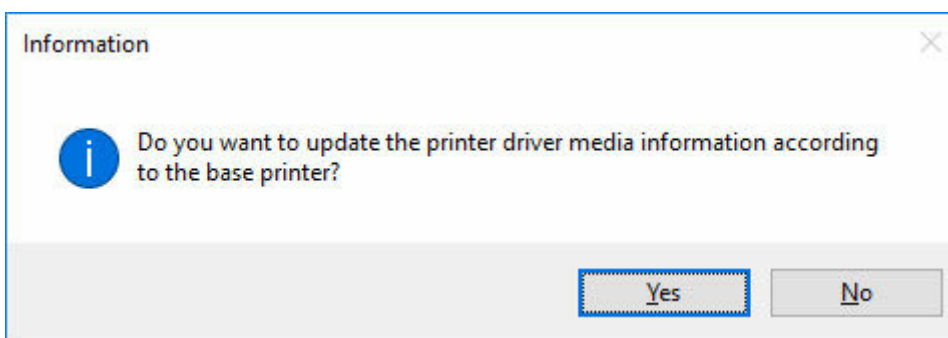 Information
Do you want to update the printer driver media information according
to the base printer?
Yes
No